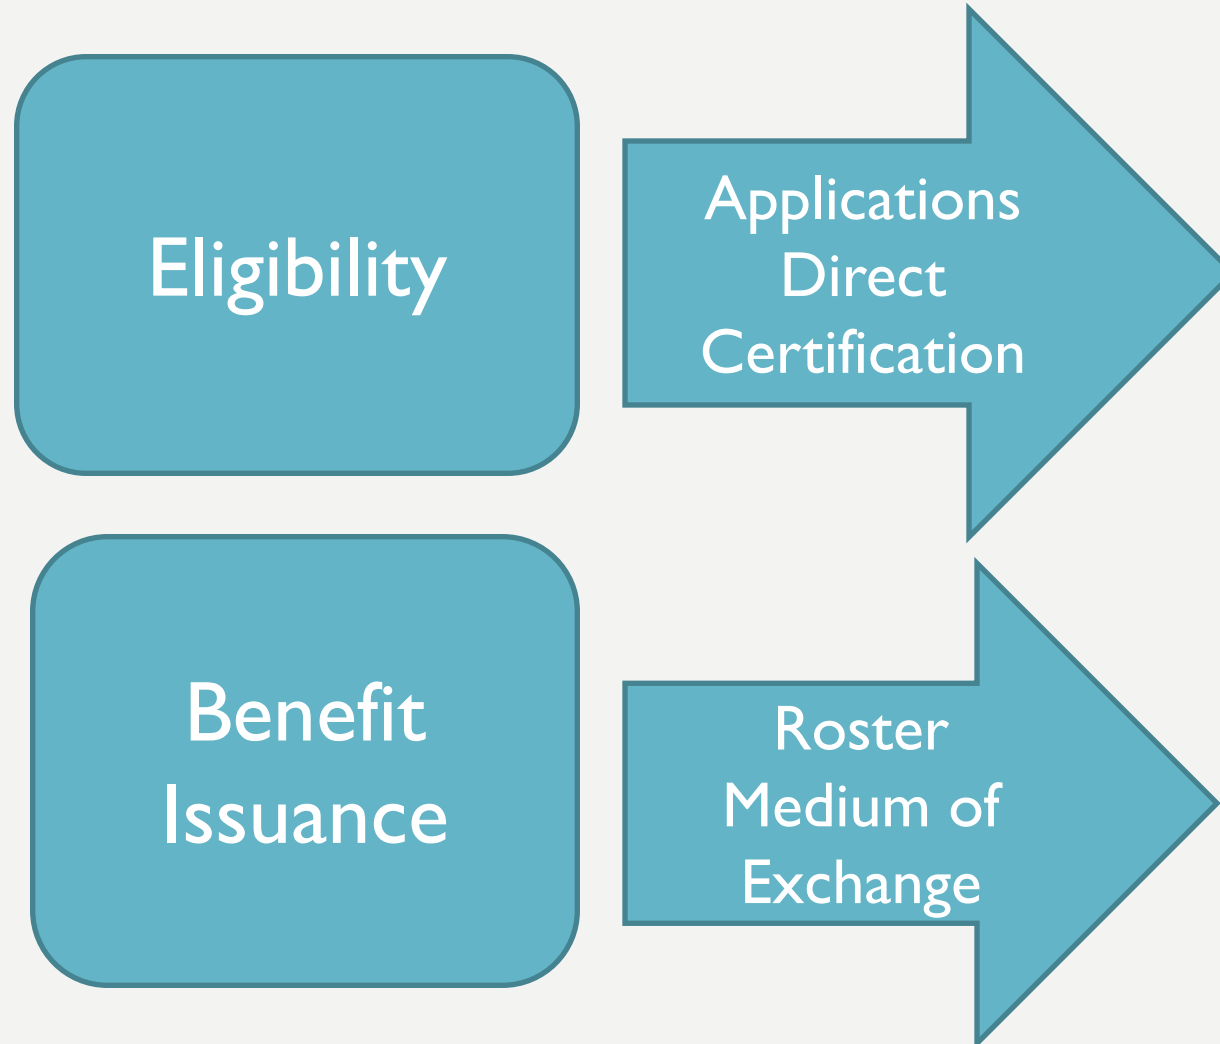 Eligibility
Applications
Direct
Certification
Benefit
Issuance
Roster
Medium of
Exchange